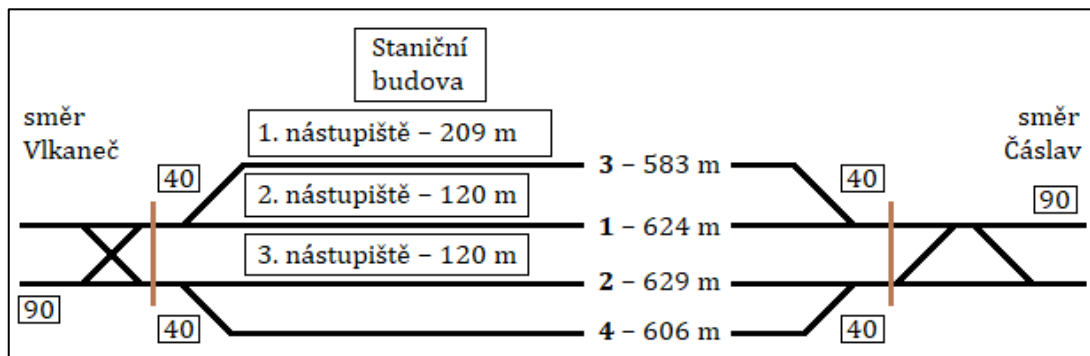 Staniční
budova
směr
Vlkaneč
směr
Čáslav
1. nástupiště – 209 m
40
3 – 583 m
40
2. nástupiště – 120 m
90
1 – 624 m
3. nástupiště – 120 m
2 – 629 m
90
40
4 – 606 m
40